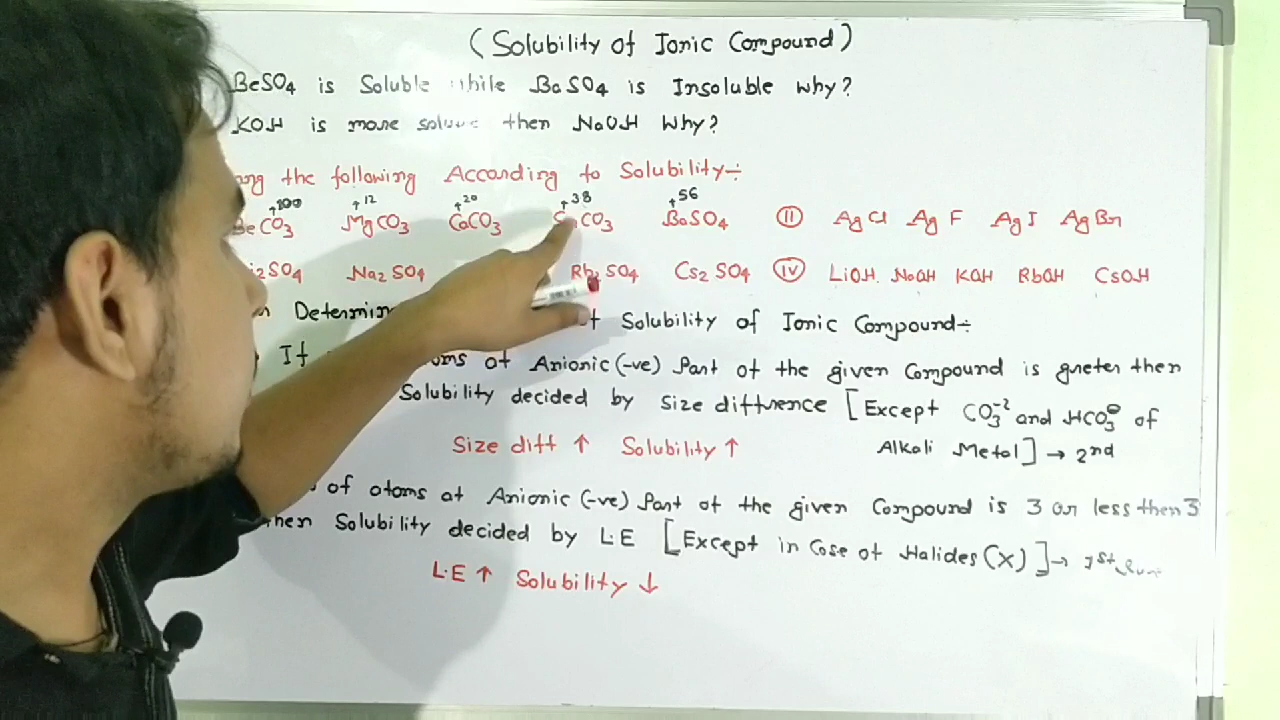 (Solubility of Ionic Compound)
BeSO4 is Soluble while BaSO4 is Insoluble why?
KOH is more then NaOH Why?
the following According to Solubility÷
↑100 ↑12 ↑20 ↑38 ↑56
BeCO3 MgCO3 CaCO3 CO3 BaSO4 (II) AgCl AgF AgI AgBr
SO4 Na2SO4 Rb2SO4 Cs2SO4 (IV) LiOH NaOH KOH RbOH CsOH
Solubility of Ionic Compound÷
If of Anionic(-ve) Part of the given Compound is greter then
Solubility decided by Size diffrence [Except CO3⁻² and HCO3⊖ of
Size diff ↑ Solubility ↑ Alkali Metal] → 2nd
of atoms of Anionic (-ve) Part of the given Compound is 3 or less then 3
then Solubility decided by L.E [Except in Case of Halides(X)]→ 1st
L.E ↑ Solubility ↓